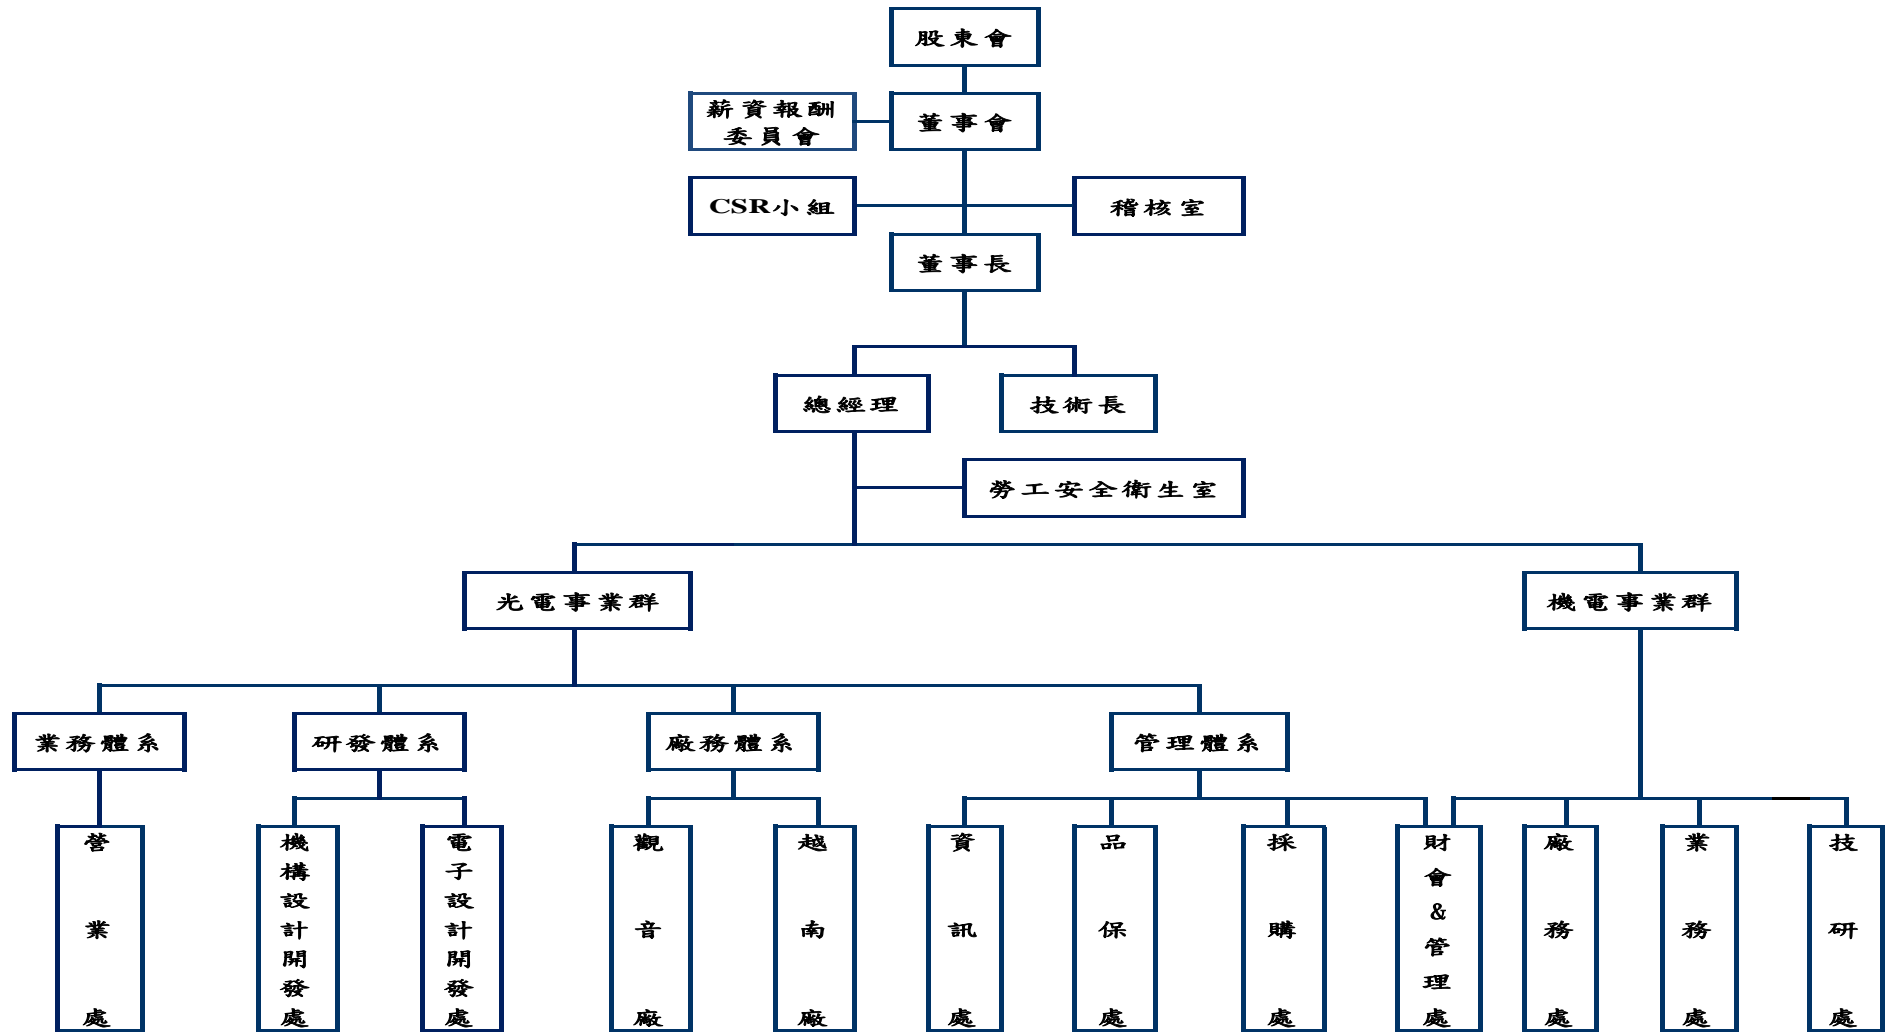 股東會
薪資報酬
委員會
董事會
CSR小組
稽核室
董事長
總經理
技術長
勞工安全衛生室
光電事業群
機電事業群
業務體系
研發體系
廠務體系
管理體系
營業處
機構設計開發處
電子設計開發處
觀音廠
越南廠
資訊處
品保處
採購處
財會&管理處
廠務處
業務處
技研處